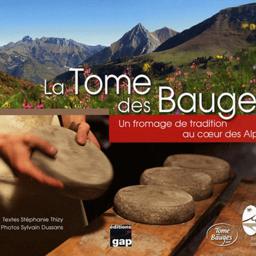 La Tome
des Bauge
Un fromage de tradition
au cœur des Alp
Textes Stéphanie Thizy
Photos Sylvain Dussans
éditions
gap
Tome
des
Bauges